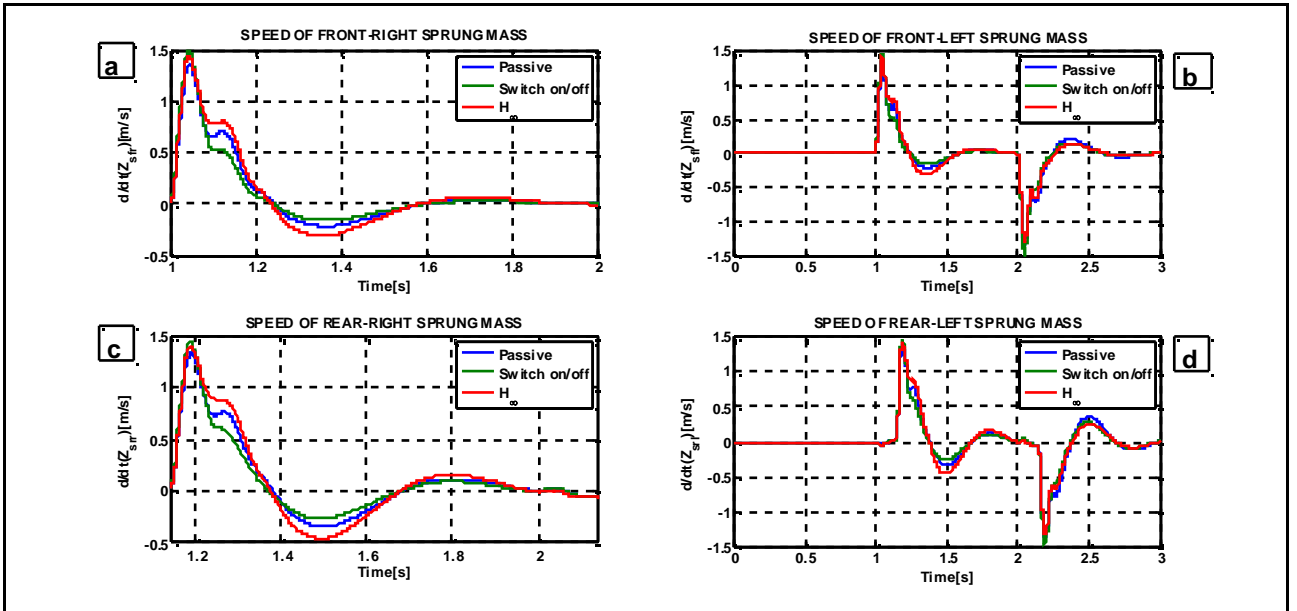 a
SPEED OF FRONT-RIGHT SPRUNG MASS
d/dt(Z_sfr)[m/s]
1.5
1
0.5
0
-0.5
1
1.2
1.4
1.6
1.8
2
Time[s]
Passive
Switch on/off
H∞
b
SPEED OF FRONT-LEFT SPRUNG MASS
d/dt(Z_sfl)[m/s]
1.5
1
0.5
0
-0.5
-1
-1.5
0
0.5
1
1.5
2
2.5
3
Time[s]
Passive
Switch on/off
H∞
c
SPEED OF REAR-RIGHT SPRUNG MASS
d/dt(Z_srr)[m/s]
1.5
1
0.5
0
-0.5
1.2
1.4
1.6
1.8
2
Time[s]
Passive
Switch on/off
H∞
d
SPEED OF REAR-LEFT SPRUNG MASS
d/dt(Z_srl)[m/s]
1.5
1
0.5
0
-0.5
-1
-1.5
0
0.5
1
1.5
2
2.5
3
Time[s]
Passive
Switch on/off
H∞